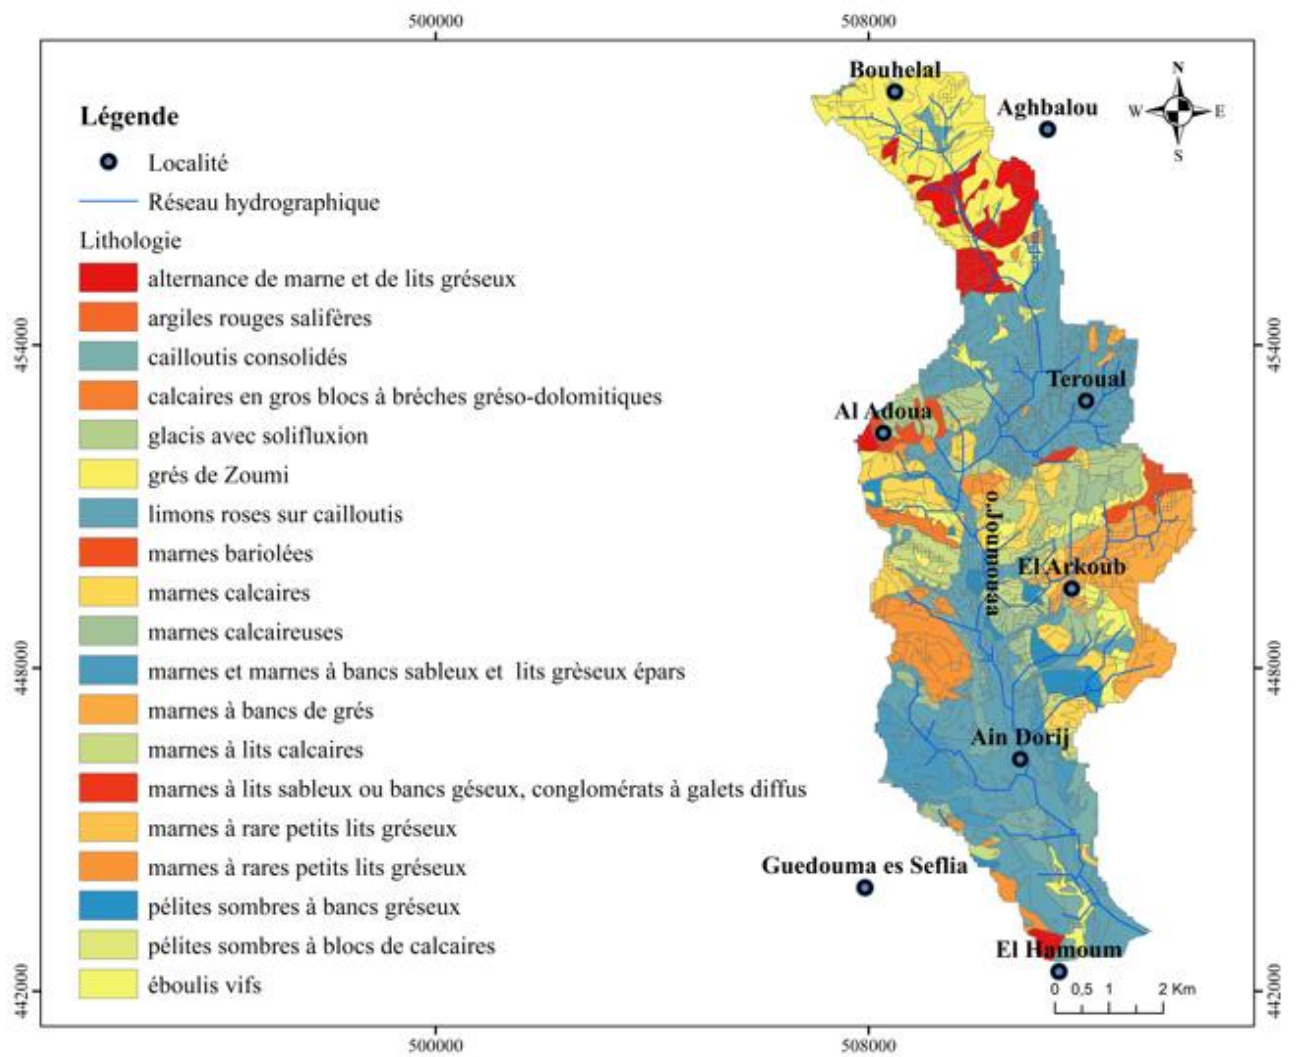 500000
508000
Bouhelal
Aghbalou
N
W
E
S
Légende
Localité
Réseau hydrographique
Lithologie
alternance de marne et de lits gréseux
argiles rouges salifères
cailloutis consolidés
calcaires en gros blocs à bréches gréso-dolomitiques
glacis avec solifluxion
grés de Zoumi
limons roses sur cailloutis
marnes bariolées
marnes calcaires
marnes calcaireuses
marnes et marnes à bancs sableux et lits grèseux épars
marnes à bancs de grés
marnes à lits calcaires
marnes à lits sableux ou bancs géseux, conglomérats à galets diffus
marnes à rare petits lits gréseux
marnes à rares petits lits gréseux
pélites sombres à bancs gréseux
pélites sombres à blocs de calcaires
éboulis vifs
454000
454000
Teroual
Al Adoua
o.Joumouaa
El Arkoub
448000
448000
Ain Dorij
Guedouma es Seflia
El Hamoum
0 0,5 1 2 Km
442000
442000
500000
508000